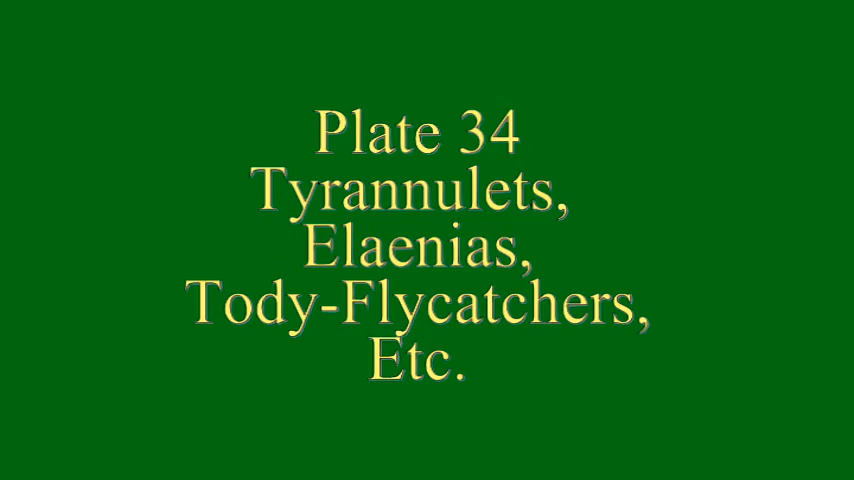 Plate 34
Tyrannulets,
Elaenias,
Tody-Flycatchers,
Etc.